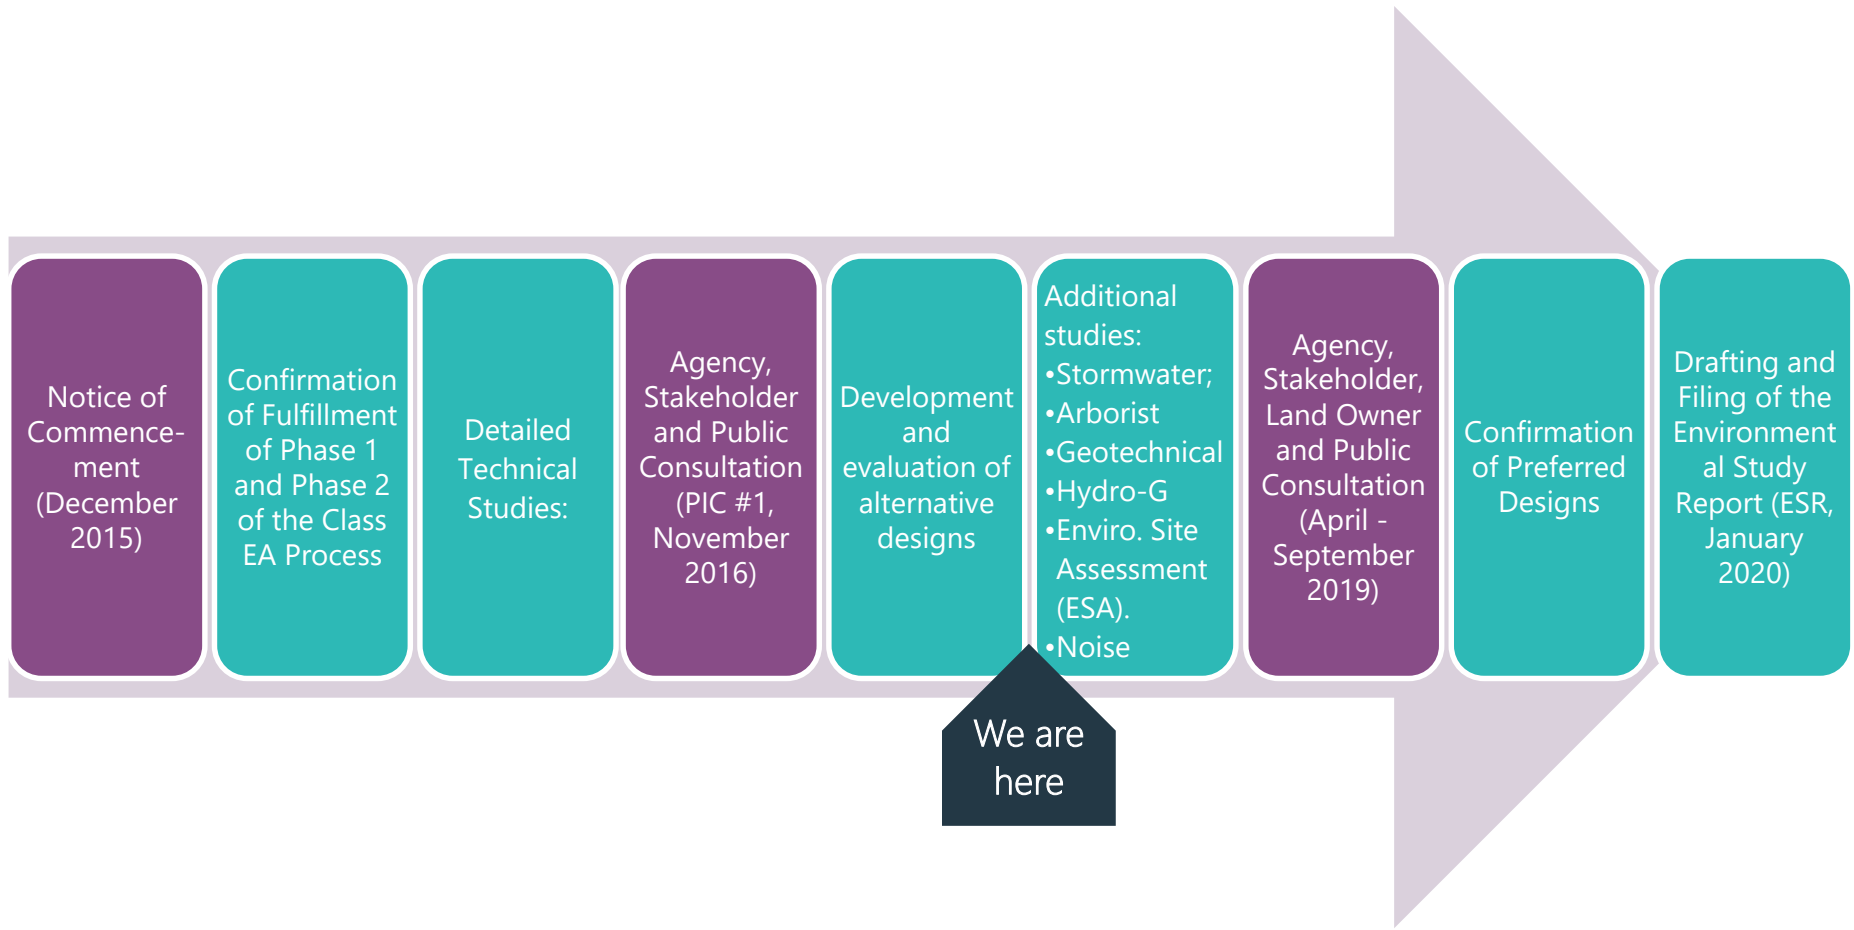 Notice of
Commence-
ment
(December
2015)
Confirmation
of Fulfillment
of Phase 1
and Phase 2
of the Class
EA Process
Detailed
Technical
Studies:
Agency,
Stakeholder
and Public
Consultation
(PIC #1,
November
2016)
Development
and
evaluation of
alternative
designs
Additional
studies:
•Stormwater;
•Arborist
•Geotechnical
•Hydro-G
•Enviro. Site
Assessment
(ESA).
•Noise
Agency,
Stakeholder,
Land Owner
and Public
Consultation
(April -
September
2019)
Confirmation
of Preferred
Designs
Drafting and
Filing of the
Environment
al Study
Report (ESR,
January
2020)
We are
here